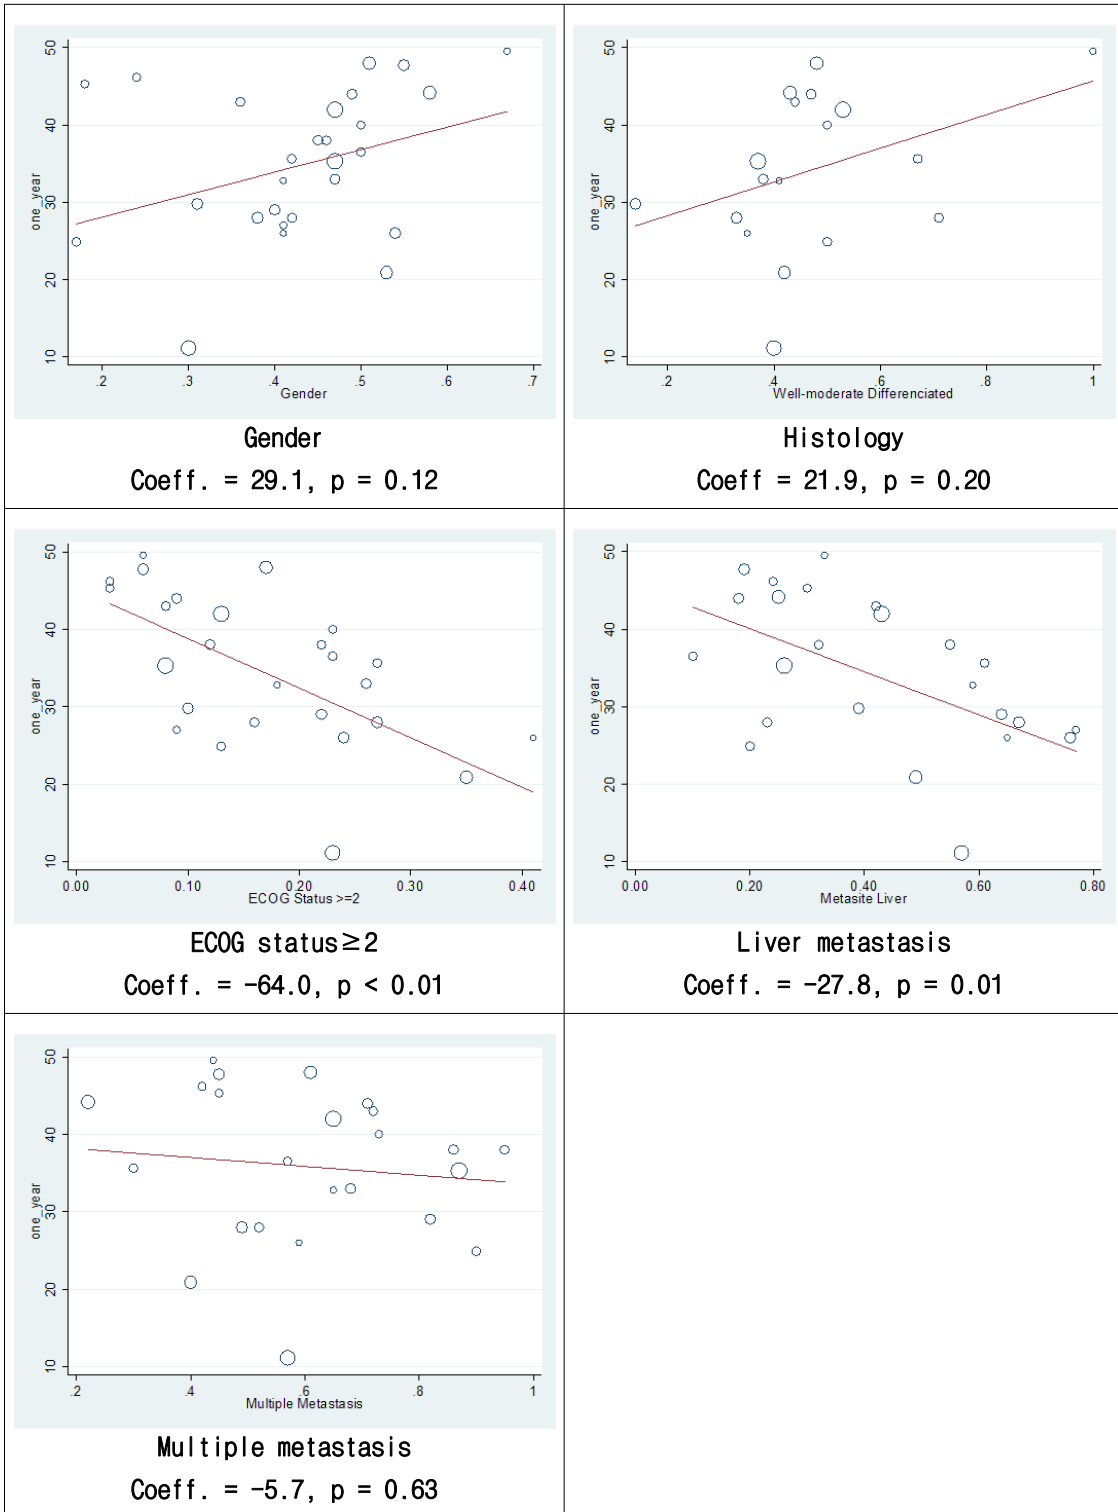 50
40
30
20
10
one_year
.2 .3 .4 .5 .6 .7
Gender
Gender
Coeff. = 29.1, p = 0.12
50
40
30
20
10
one_year
.2 .4 .6 .8 1
Well-moderate Differenciated
Histology
Coeff = 21.9, p = 0.20
50
40
30
20
10
one_year
0.00 0.10 0.20 0.30 0.40
ECOG Status >=2
ECOG status≥2
Coeff. = -64.0, p < 0.01
50
40
30
20
10
one_year
0.00 0.20 0.40 0.60 0.80
Metasite Liver
Liver metastasis
Coeff. = -27.8, p = 0.01
50
40
30
20
10
one_year
.2 .4 .6 .8 1
Multiple Metastasis
Multiple metastasis
Coeff. = -5.7, p = 0.63